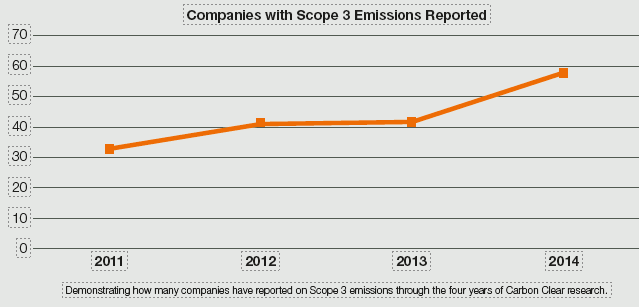 Companies with Scope 3 Emissions Reported
70
60
50
40
30
20
10
0
2011 2012 2013 2014
Demonstrating how many companies have reported on Scope 3 emissions through the four years of Carbon Clear research.